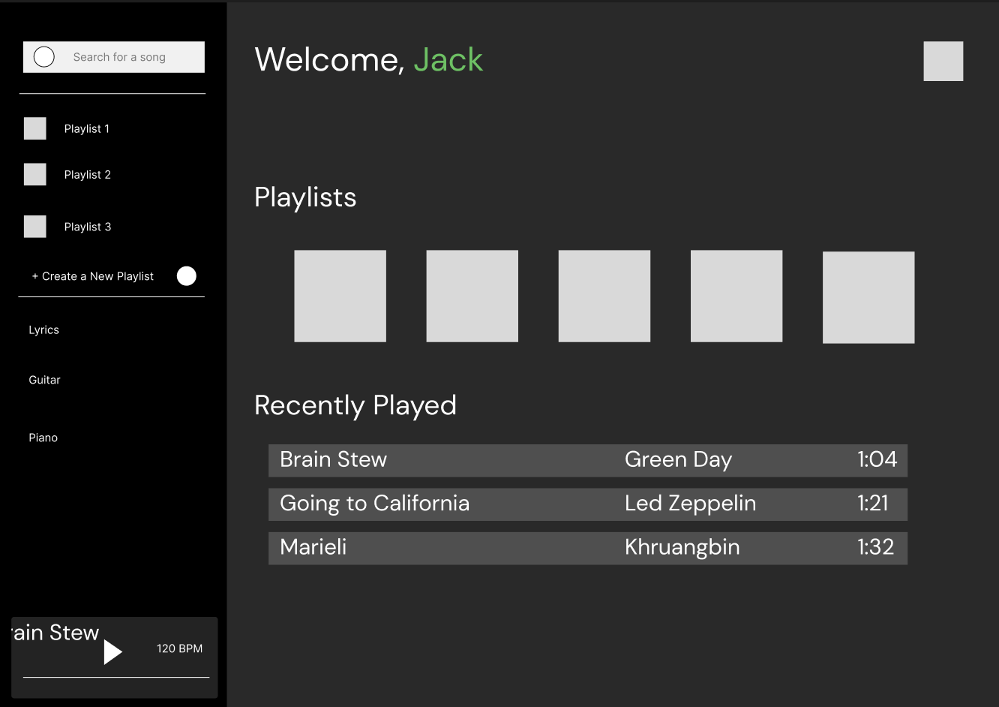 Search for a song
Playlist 1
Playlist 2
Playlist 3
+ Create a New Playlist
Lyrics
Guitar
Piano
rain Stew
120 BPM
Welcome, Jack
Playlists
Recently Played
Brain Stew Green Day 1:04
Going to California Led Zeppelin 1:21
Marieli Khruangbin 1:32